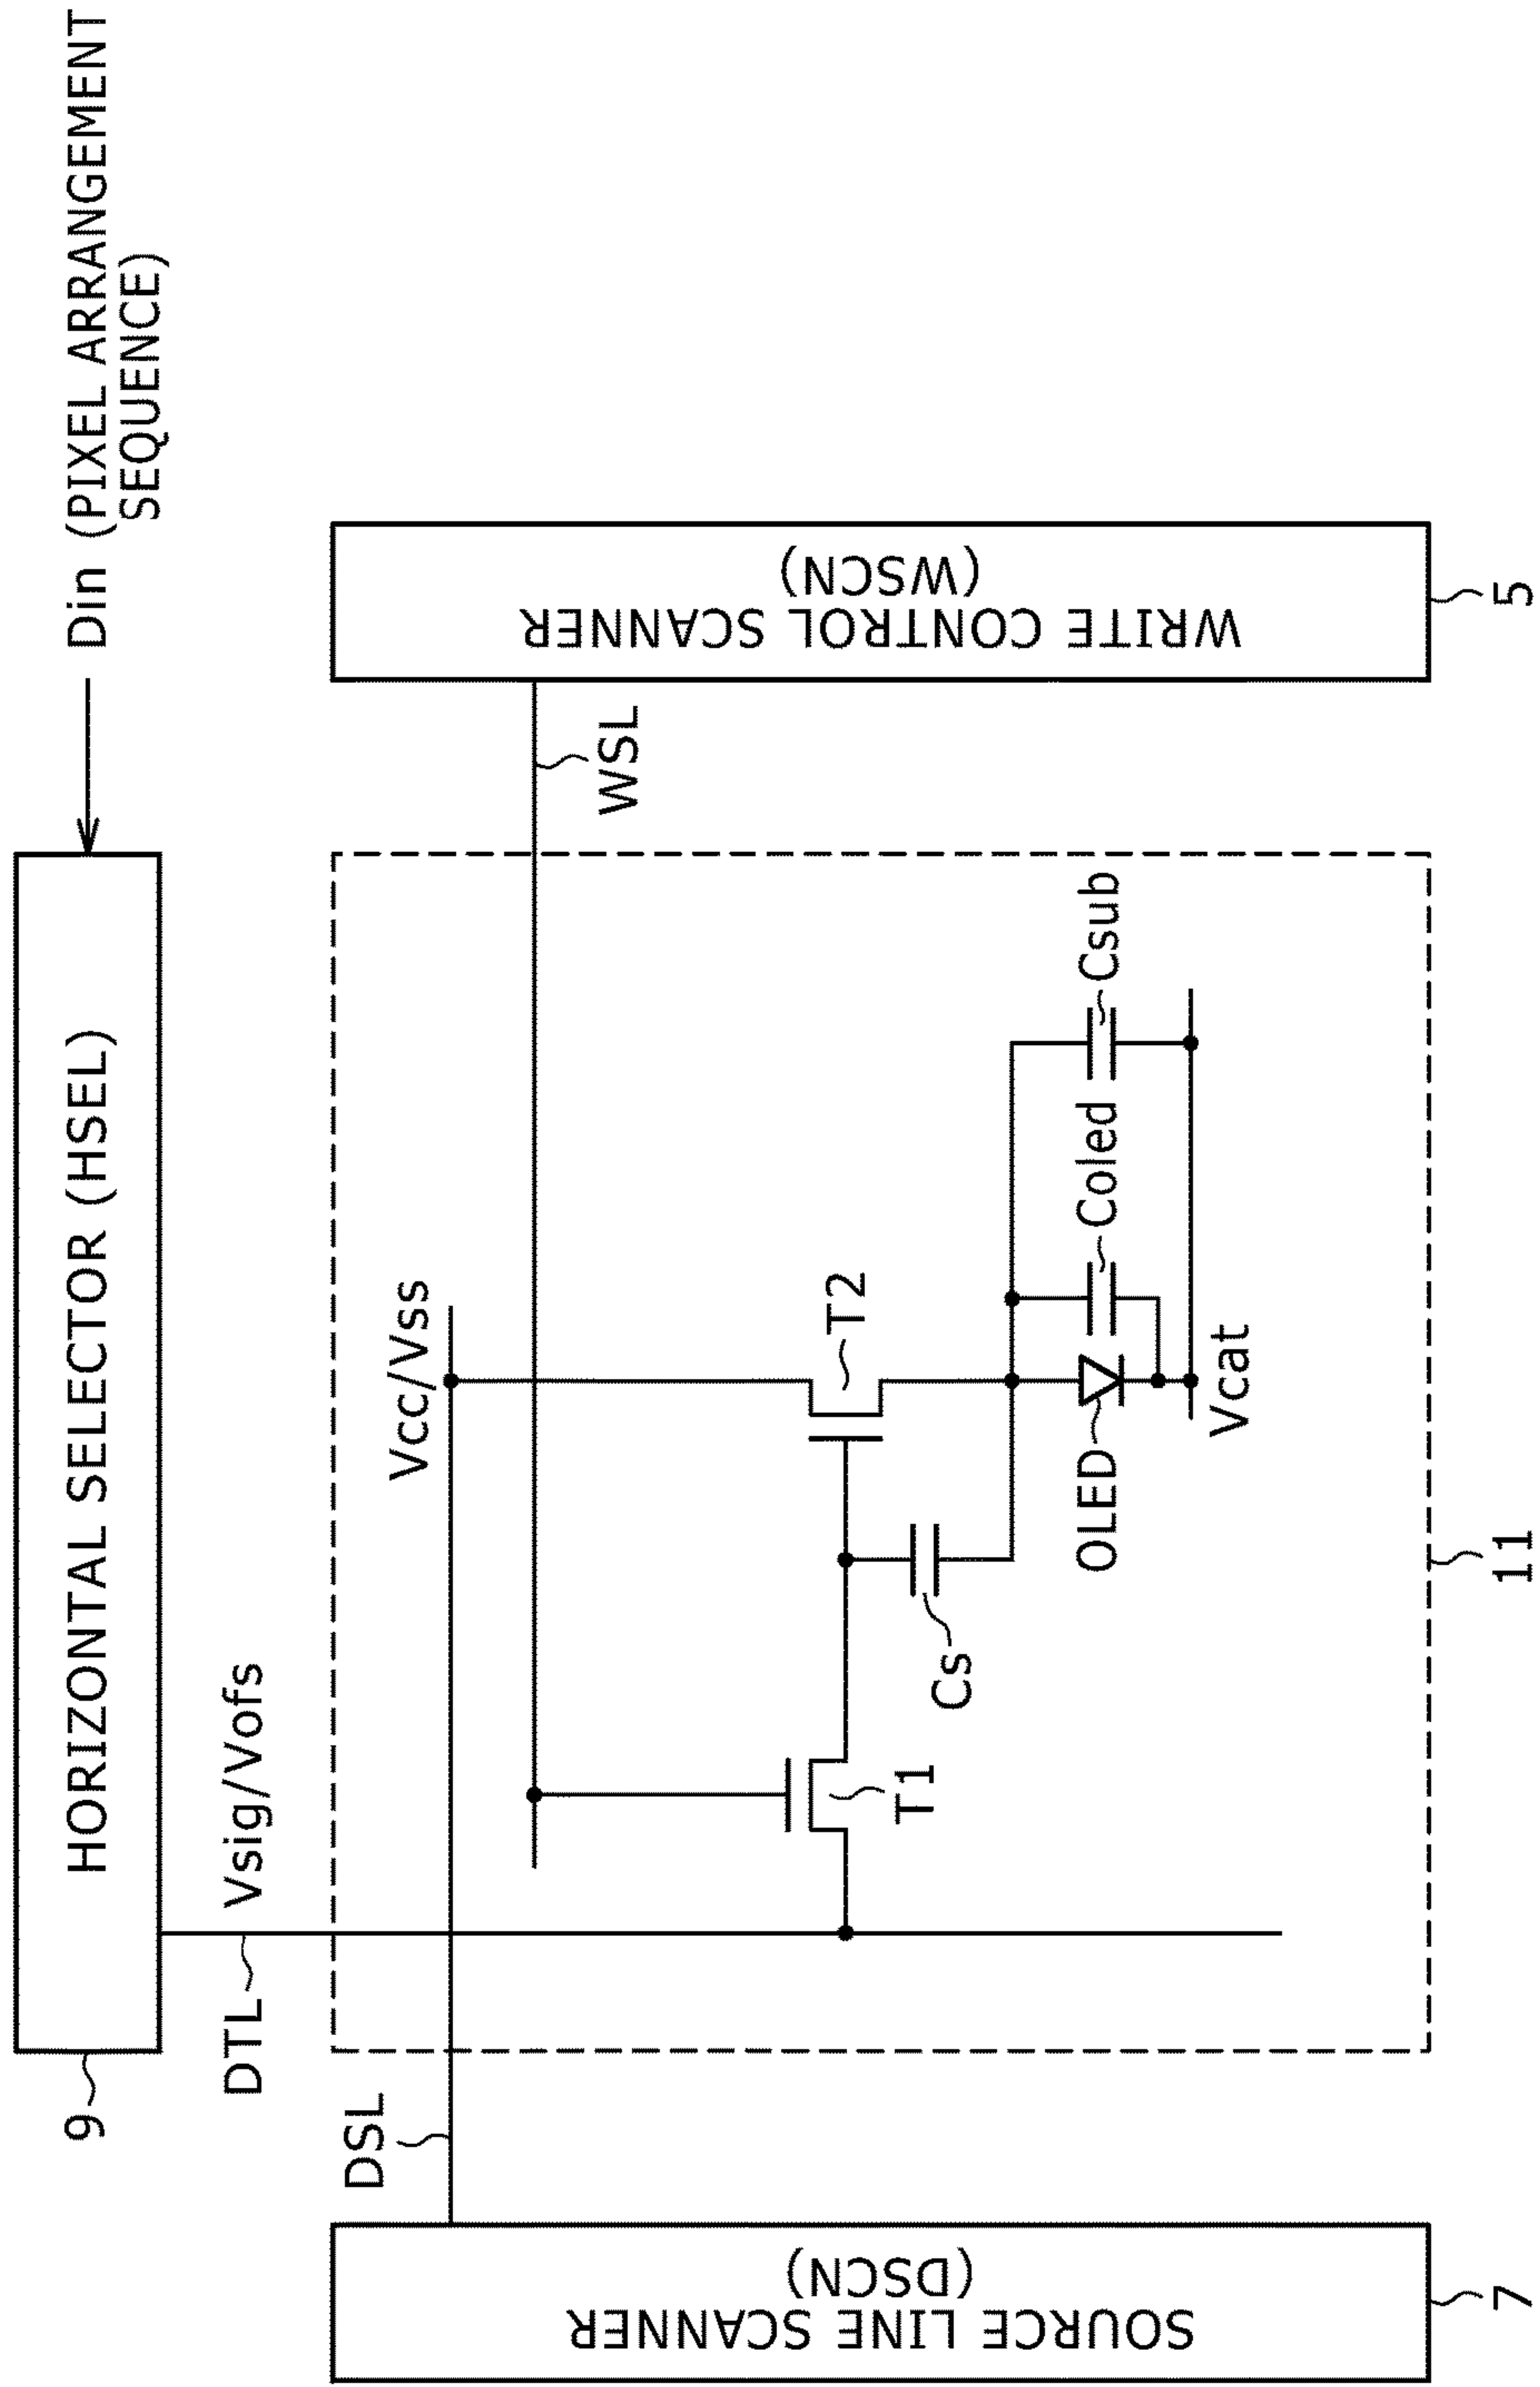 Din (PIXEL ARRANGEMENT
SEQUENCE)
9
HORIZONTAL SELECTOR (HSEL)
DTL
Vsig/Vofs
DSL
Vcc/Vss
WSL
SOURCE LINE SCANNER
(DSCN)
7
T1
Cs
T2
OLED
Coled
Csub
Vcat
11
WRITE CONTROL SCANNER
(WSCN)
5